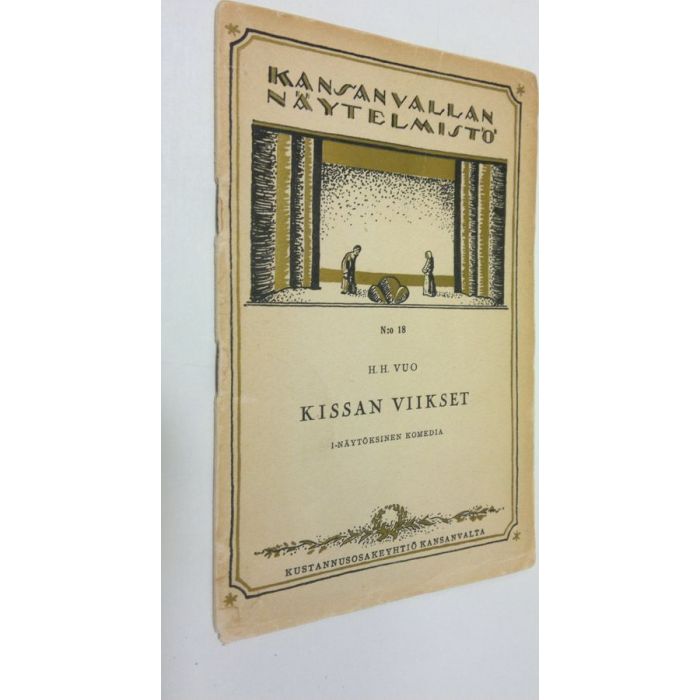 KANSANVALLAN
NÄYTELMISTÖ
N:o 18
H. H. VUO
KISSAN VIIKSET
1-NÄYTÖKSINEN KOMEDIA
KUSTANNUSOSAKEYHTIÖ KANSANVALTA